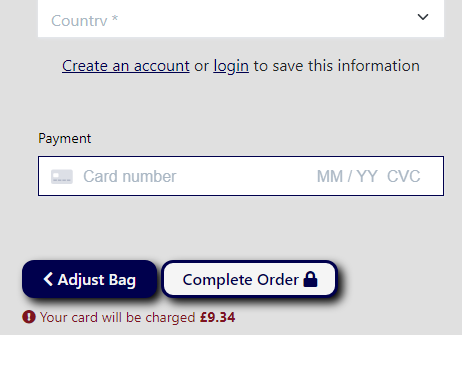 Country *
Create an account or login to save this information
Payment
Card number MM / YY CVC
Adjust Bag Complete Order
Your card will be charged £9.34